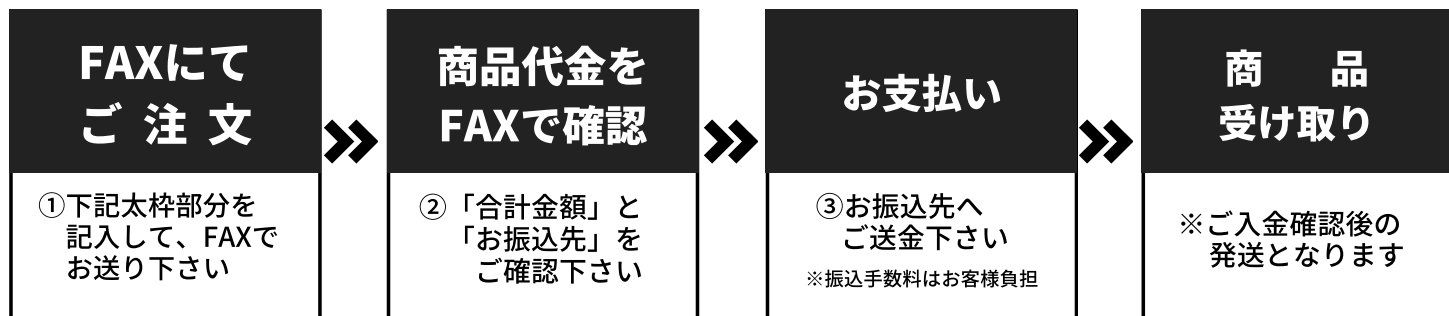 FAXにて
ご注文
①下記太枠部分を
記入して、FAXで
お送り下さい
商品代金を
FAXで確認
②「合計金額」と
「お振込先」を
ご確認下さい
お支払い
③お振込先へ
ご送金下さい
※振込手数料はお客様負担
商品
受け取り
※ご入金確認後の
発送となります